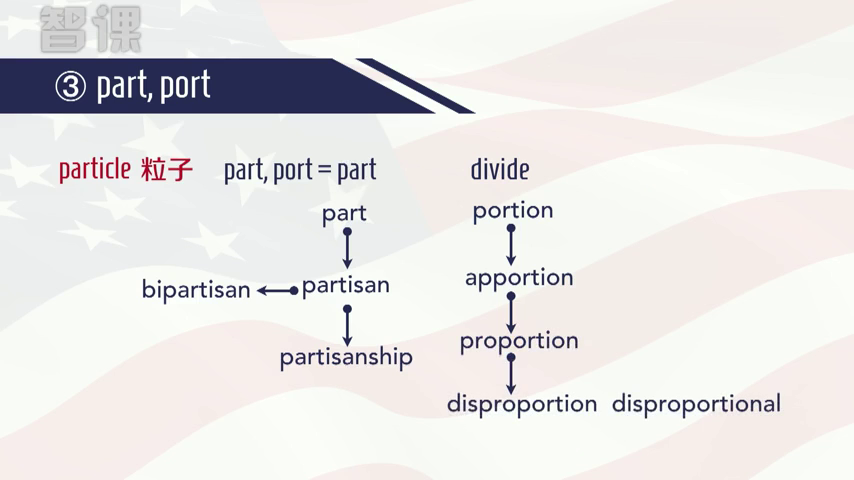 智课
③ part, port
particle 粒子 part, port = part divide
part portion
bipartisan partisan apportion
partisanship proportion
disproportion disproportional